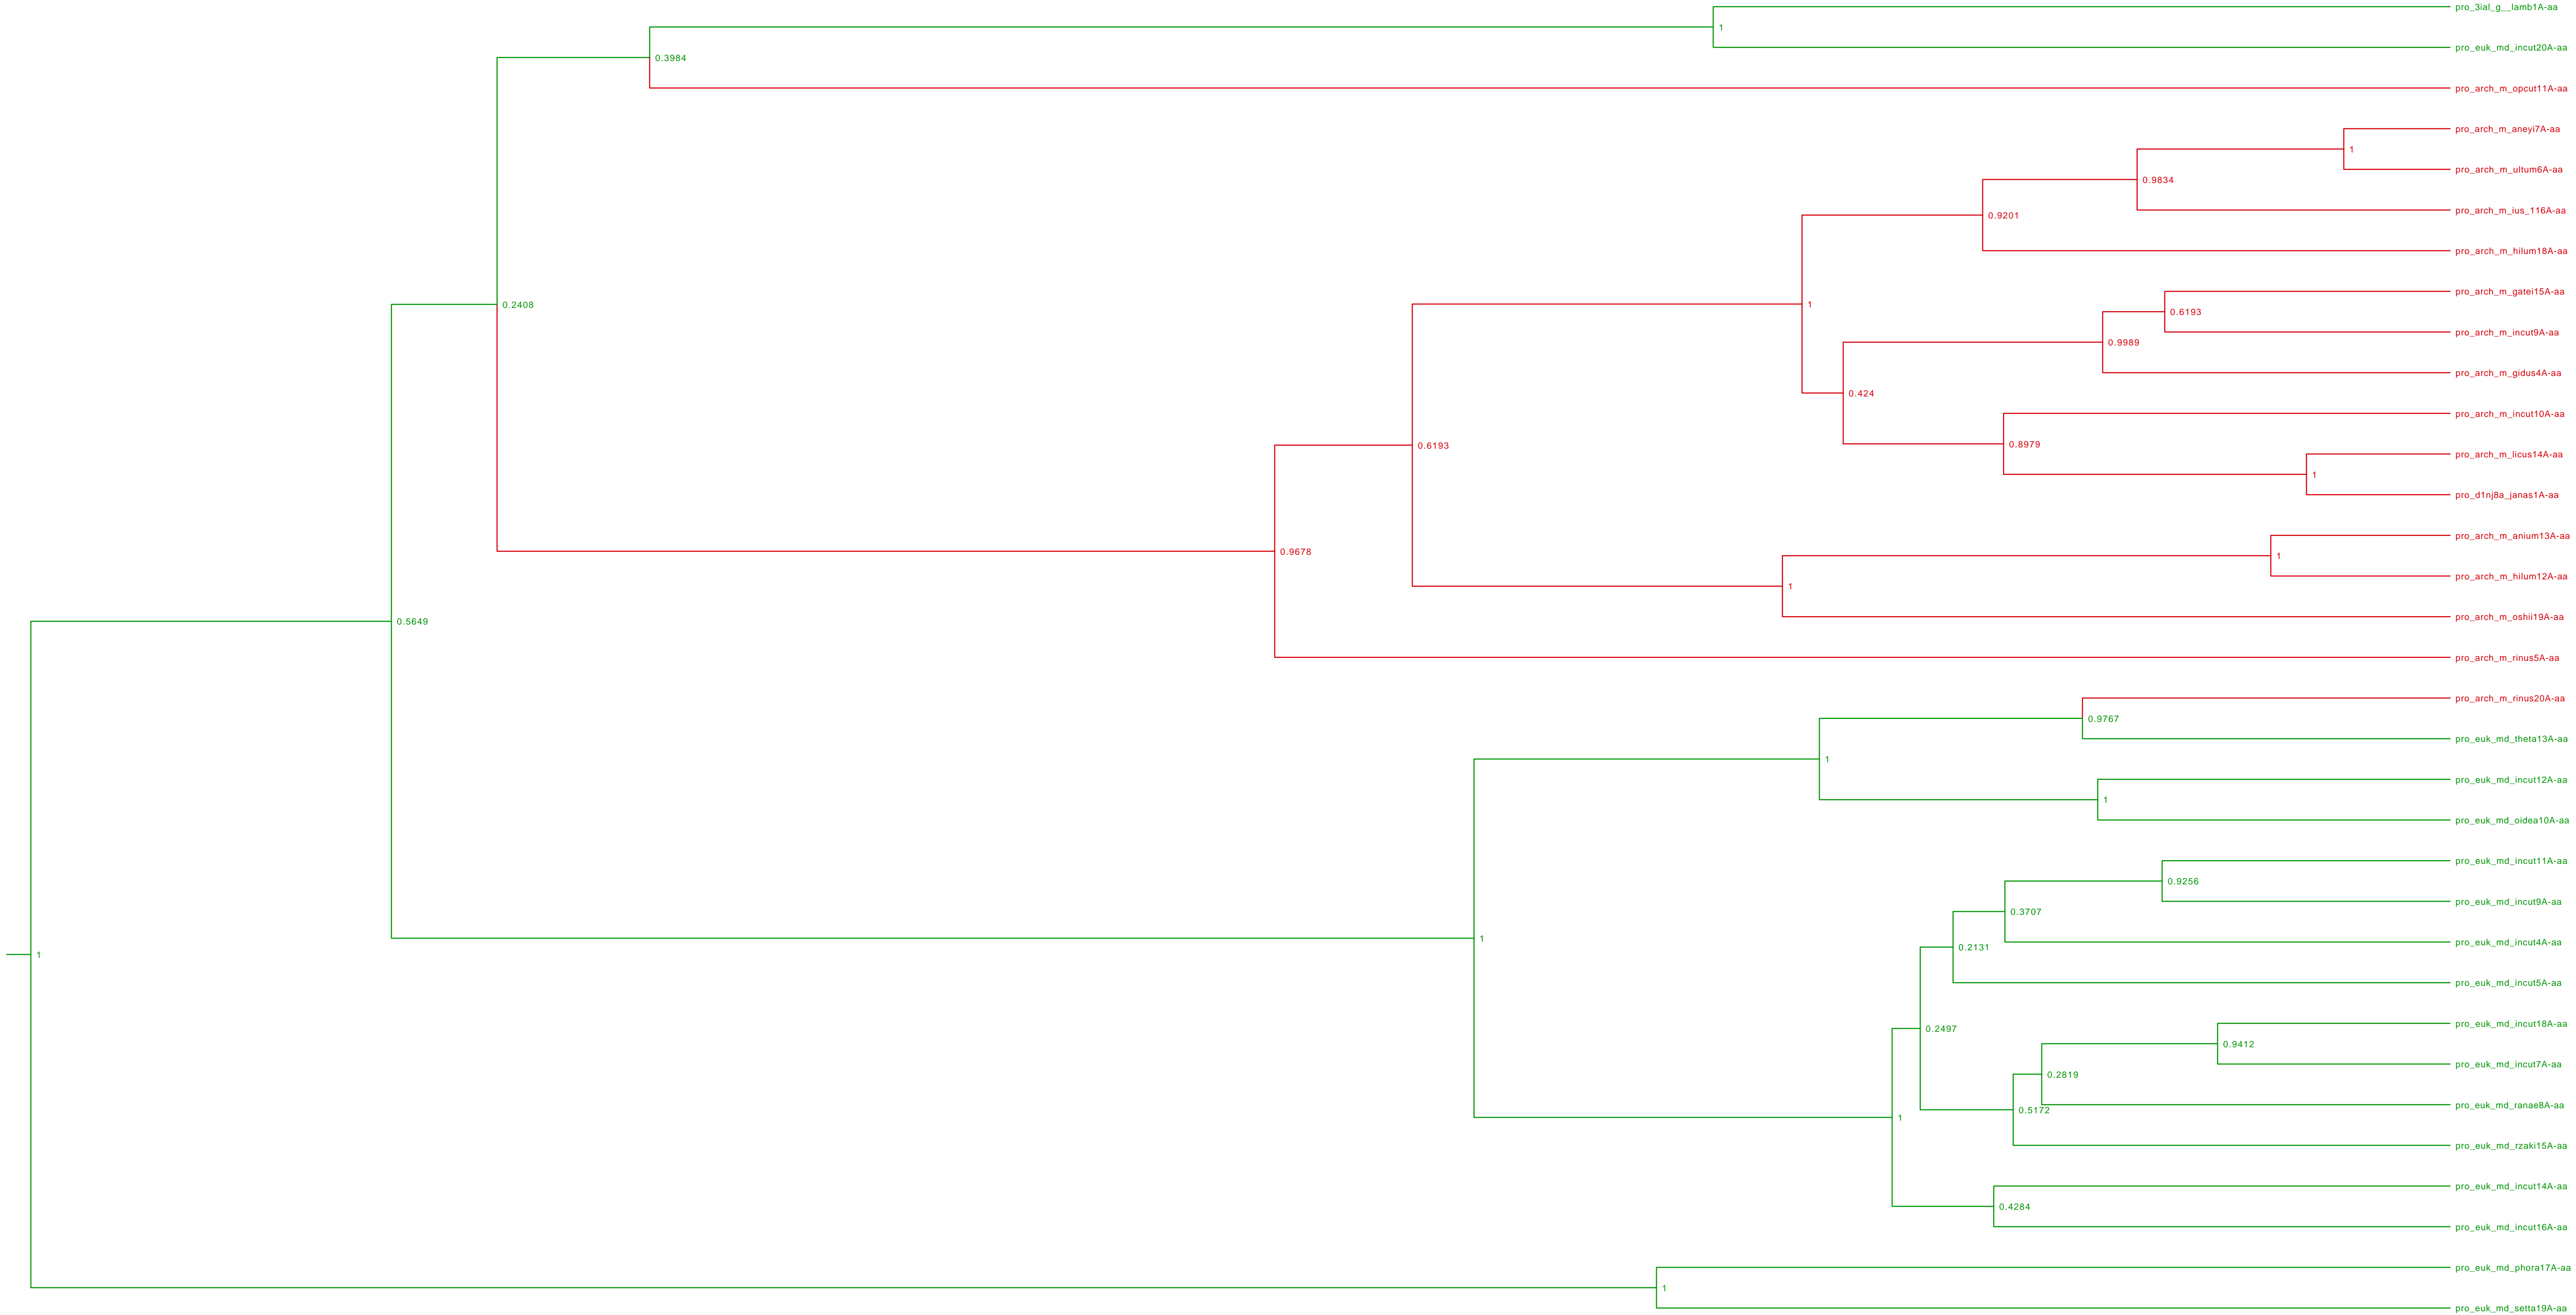 pro_3ial_g__lamb1A-aa
1
pro_euk_md_incut20A-aa
0.3984
pro_arch_m_opcut11A-aa
pro_arch_m_aneyi7A-aa
1
pro_arch_m_ultum6A-aa
0.9834
pro_arch_m_ius_116A-aa
0.9201
pro_arch_m_hilum18A-aa
pro_arch_m_gatei15A-aa
0.2408
1
0.6193
pro_arch_m_incut9A-aa
0.9989
pro_arch_m_gidus4A-aa
0.424
pro_arch_m_incut10A-aa
0.6193
0.8979
pro_arch_m_licus14A-aa
1
pro_d1nj8a_janas1A-aa
pro_arch_m_anium13A-aa
0.9678
1
pro_arch_m_hilum12A-aa
1
pro_arch_m_oshii19A-aa
0.5649
pro_arch_m_rinus5A-aa
pro_arch_m_rinus20A-aa
0.9767
pro_euk_md_theta13A-aa
1
pro_euk_md_incut12A-aa
1
pro_euk_md_oidea10A-aa
pro_euk_md_incut11A-aa
0.9256
pro_euk_md_incut9A-aa
0.3707
1
pro_euk_md_incut4A-aa
0.2131
1
pro_euk_md_incut5A-aa
pro_euk_md_incut18A-aa
0.2497
0.9412
pro_euk_md_incut7A-aa
0.2819
pro_euk_md_ranae8A-aa
0.5172
1
pro_euk_md_rzaki15A-aa
pro_euk_md_incut14A-aa
0.4284
pro_euk_md_incut16A-aa
pro_euk_md_phora17A-aa
1
pro_euk_md_setta19A-aa